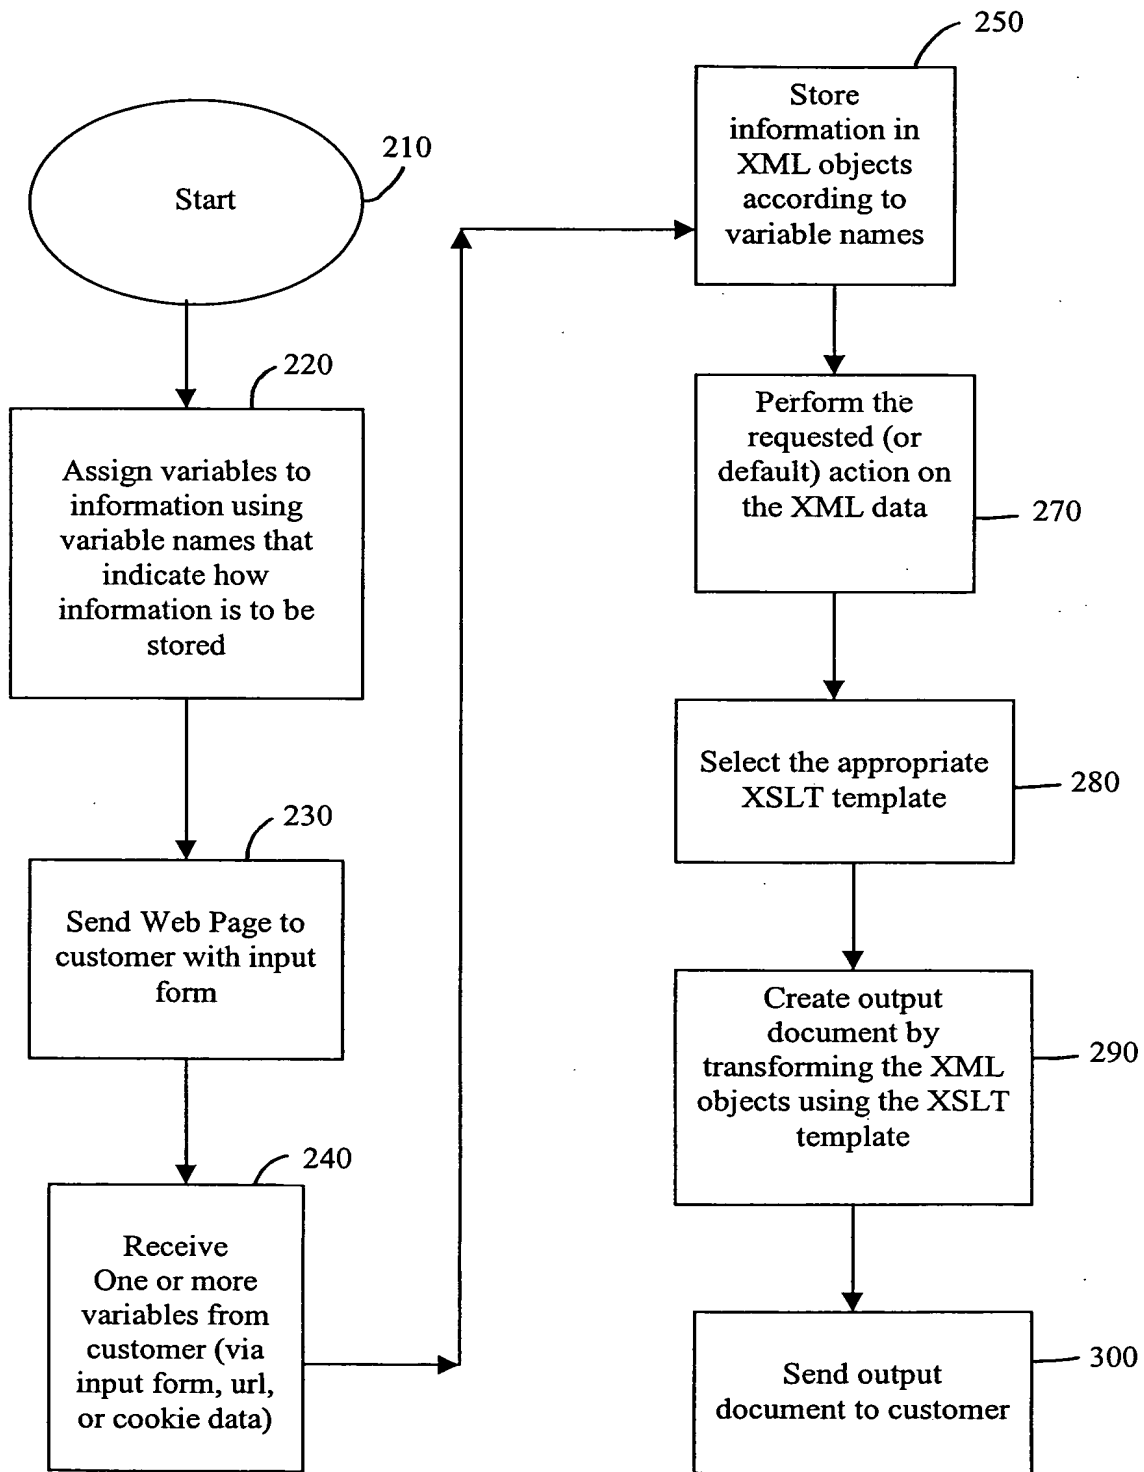 210
Start
220
Assign variables to
information using
variable names that
indicate how
information is to be
stored
230
Send Web Page to
customer with input
form
240
Receive
One or more
variables from
customer (via
input form, url,
or cookie data)
250
Store
information in
XML objects
according to
variable names
Perform the
requested (or
default) action on
the XML data
270
Select the appropriate
XSLT template
280
Create output
document by
transforming the XML
objects using the XSLT
template
290
Send output
document to customer
300